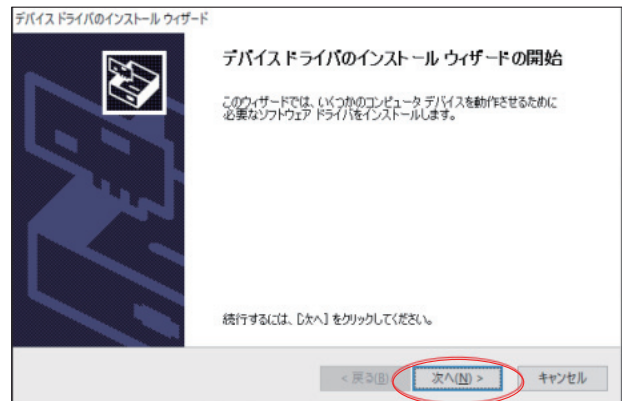 デバイス ドライバのインストール ウィザード
デバイス ドライバのインストール ウィザードの開始
このウィザードでは、いくつかのコンピュータ デバイスを動作させるために
必要なソフトウェア ドライバをインストールします。
続行するには、[次へ] をクリックしてください。
< 戻る(B) 次へ(N) > キャンセル